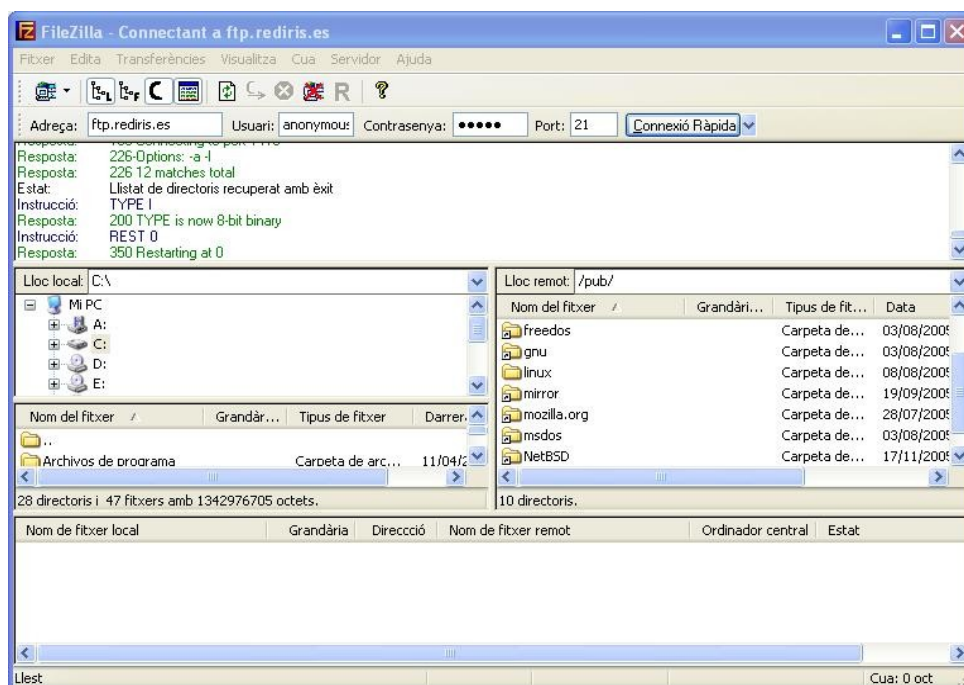 FileZilla - Connectant a ftp.rediris.es
Fitxer Edita Transferències Visualitza Cua Servidor Ajuda
Adreça: ftp.rediris.es Usuari: anonymous Contrasenya: ●●●●● Port: 21 Connexió Ràpida
Resposta: 226-Options: -a -l
Resposta: 226 12 matches total
Estat: Llistat de directoris recuperat amb èxit
Instrucció: TYPE I
Resposta: 200 TYPE is now 8-bit binary
Instrucció: REST 0
Resposta: 350 Restarting at 0
Lloc local: C:\
Mi PC
A:
C:
D:
E:
Nom del fitxer Grandàr... Tipus de fitxer Darrer
..
Archivos de programa Carpeta de arc... 11/04/2
28 directoris i 47 fitxers amb 1342976705 octets.
Lloc remot: /pub/
Nom del fitxer Grandàri... Tipus de fit... Data
freedos Carpeta de... 03/08/2005
gnu Carpeta de... 03/08/2005
linux Carpeta de... 08/08/2005
mirror Carpeta de... 19/09/2005
mozilla.org Carpeta de... 28/07/2005
msdos Carpeta de... 03/08/2005
NetBSD Carpeta de... 17/11/2005
10 directoris.
Nom de fitxer local Grandària Direccció Nom de fitxer remot Ordinador central Estat
Llest Cua: 0 oct